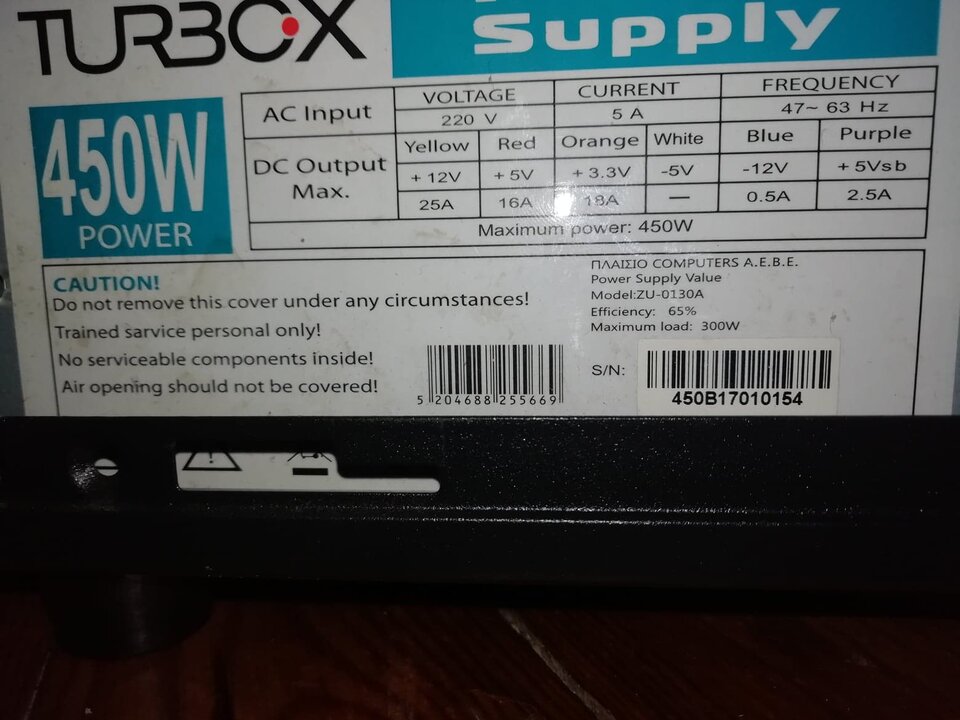 TURBOX
Supply
450W
POWER
AC Input VOLTAGE CURRENT FREQUENCY
220 V 5 A 47~ 63 Hz
DC Output Max. Yellow Red Orange White Blue Purple
+ 12V + 5V + 3.3V -5V -12V + 5Vsb
25A 16A 18A — 0.5A 2.5A
Maximum power: 450W
CAUTION!
Do not remove this cover under any circumstances!
Trained sarvice personal only!
No serviceable components inside!
Air opening should not be covered!
5 204688 255669
ΠΛΑΙΣΙΟ COMPUTERS A.E.B.E.
Power Supply Value
Model:ZU-0130A
Efficiency: 65%
Maximum load: 300W
S/N:
450B17010154